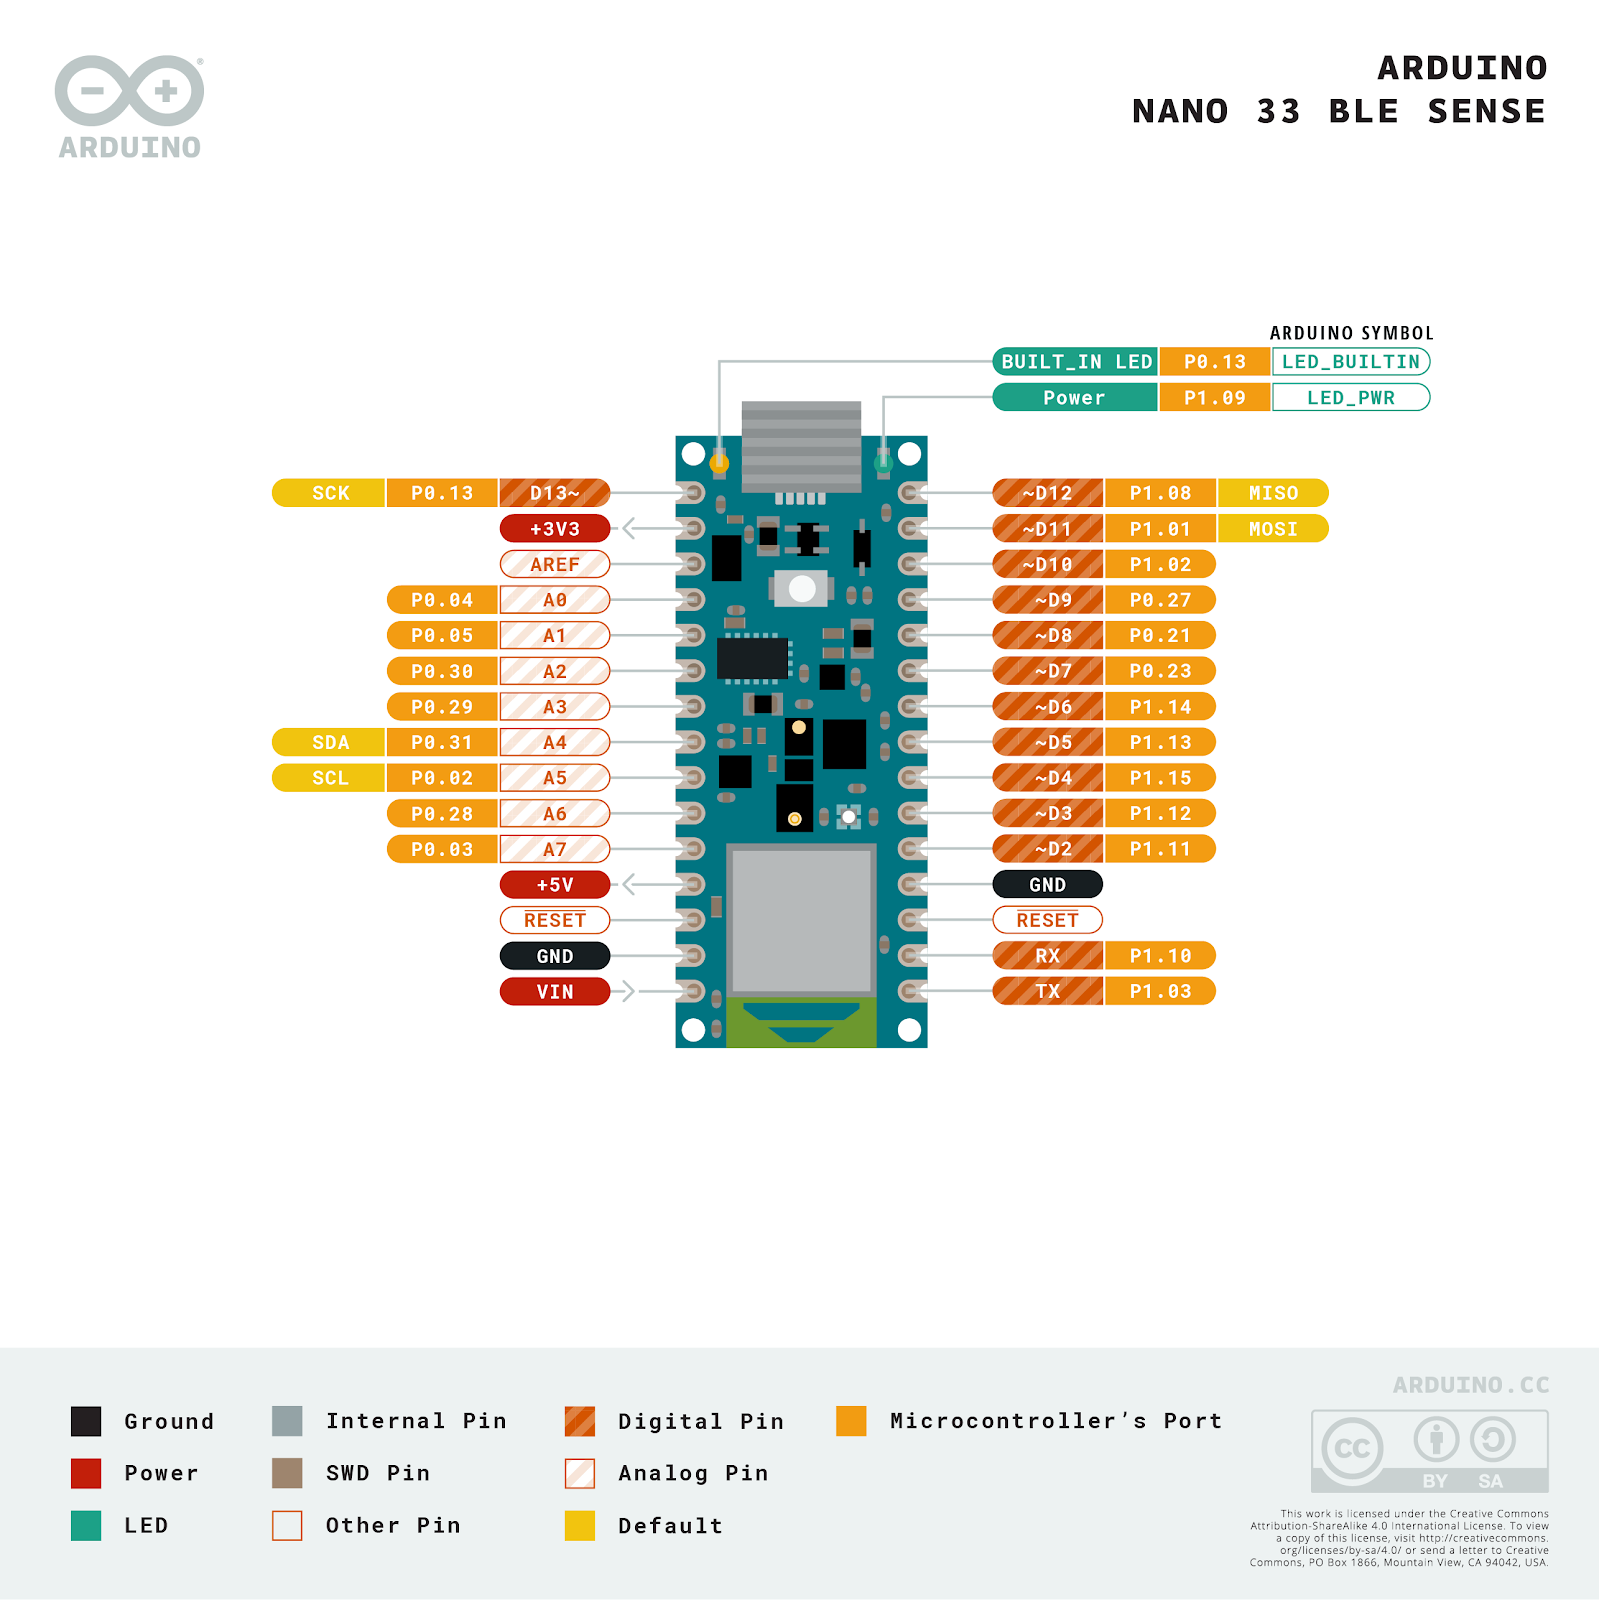 ARDUINO
ARDUINO
NANO 33 BLE SENSE
ARDUINO SYMBOL
BUILT_IN LED P0.13 LED_BUILTIN
Power P1.09 LED_PWR
SCK P0.13 D13~
+3V3
AREF
P0.04 A0
P0.05 A1
P0.30 A2
P0.29 A3
SDA P0.31 A4
SCL P0.02 A5
P0.28 A6
P0.03 A7
+5V
RESET
GND
VIN
~D12 P1.08 MISO
~D11 P1.01 MOSI
~D10 P1.02
~D9 P0.27
~D8 P0.21
~D7 P0.23
~D6 P1.14
~D5 P1.13
~D4 P1.15
~D3 P1.12
~D2 P1.11
GND
RESET
RX P1.10
TX P1.03
Ground
Power
LED
Internal Pin
SWD Pin
Other Pin
Digital Pin
Analog Pin
Default
Microcontroller’s Port
ARDUINO.CC
cc
BY SA
This work is licensed under the Creative Commons
Attribution-ShareAlike 4.0 International License. To view
a copy of this license, visit http://creativecommons.
org/licenses/by-sa/4.0/ or send a letter to Creative
Commons, PO Box 1866, Mountain View, CA 94042, USA.